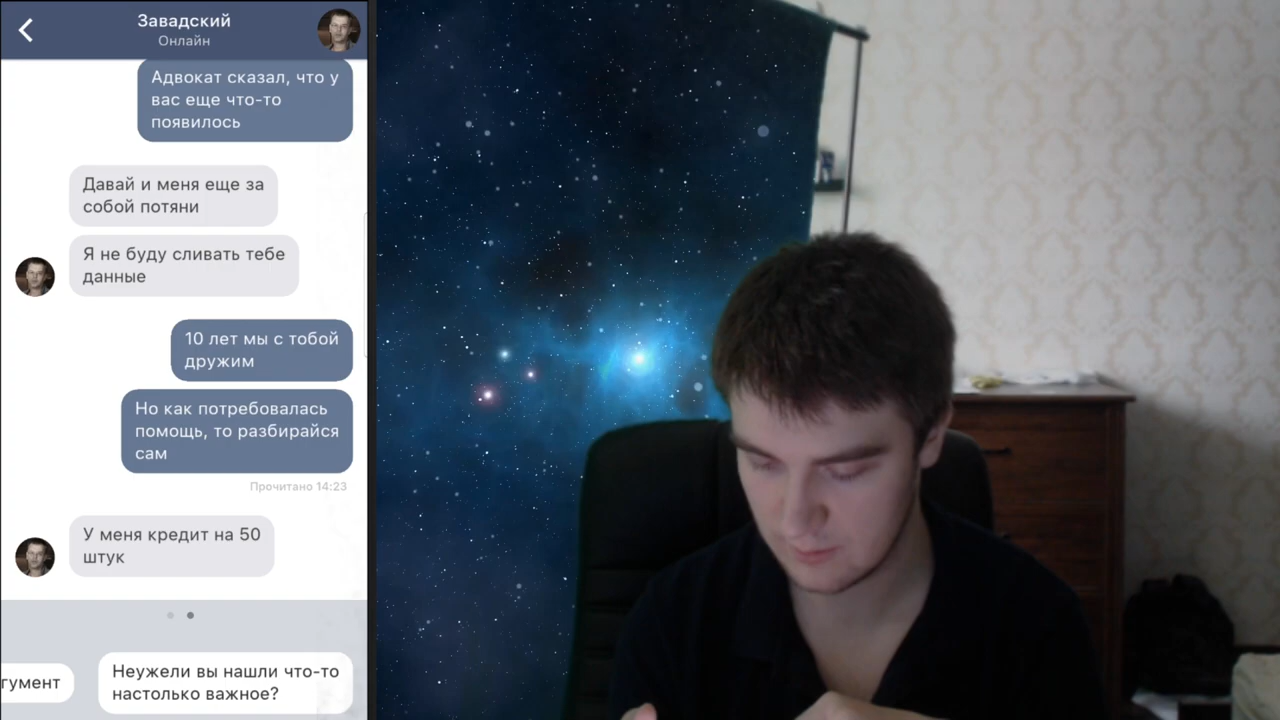 Завадский
Онлайн
Адвокат сказал, что у
вас еще что-то
появилось
Давай и меня еще за
собой потяни
Я не буду сливать тебе
данные
10 лет мы с тобой
дружим
Но как потребовалась
помощь, то разбирайся
сам
Прочитано 14:23
У меня кредит на 50
штук
гумент
Неужели вы нашли что-то
настолько важное?